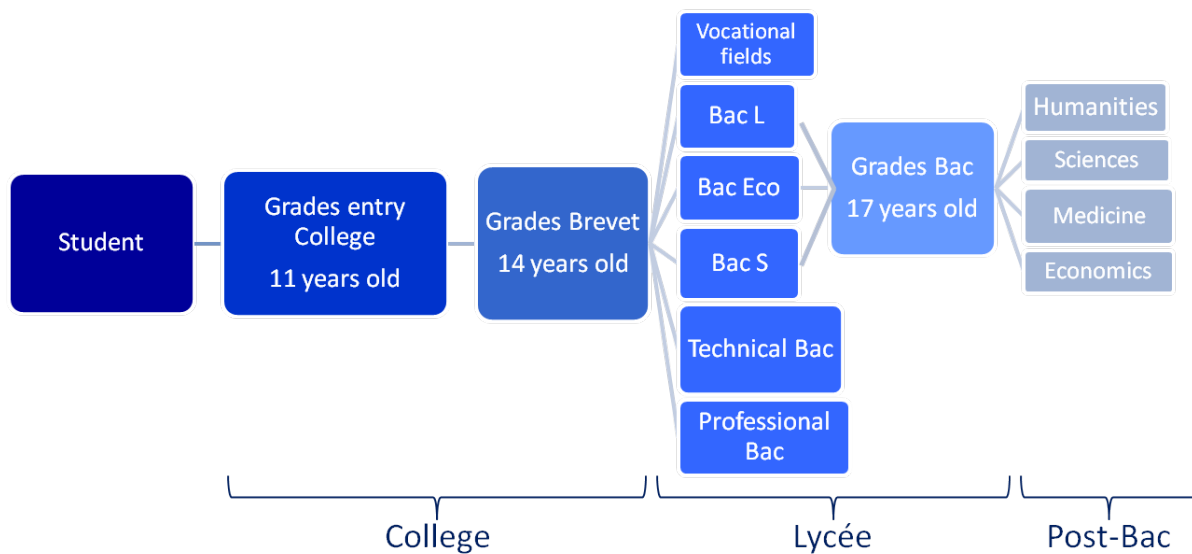 Student
Grades entry
College
11 years old
Grades Brevet
14 years old
Vocational
fields
Bac L
Bac Eco
Bac S
Technical Bac
Professional
Bac
Grades Bac
17 years old
Humanities
Sciences
Medicine
Economics
College
Lycée
Post-Bac